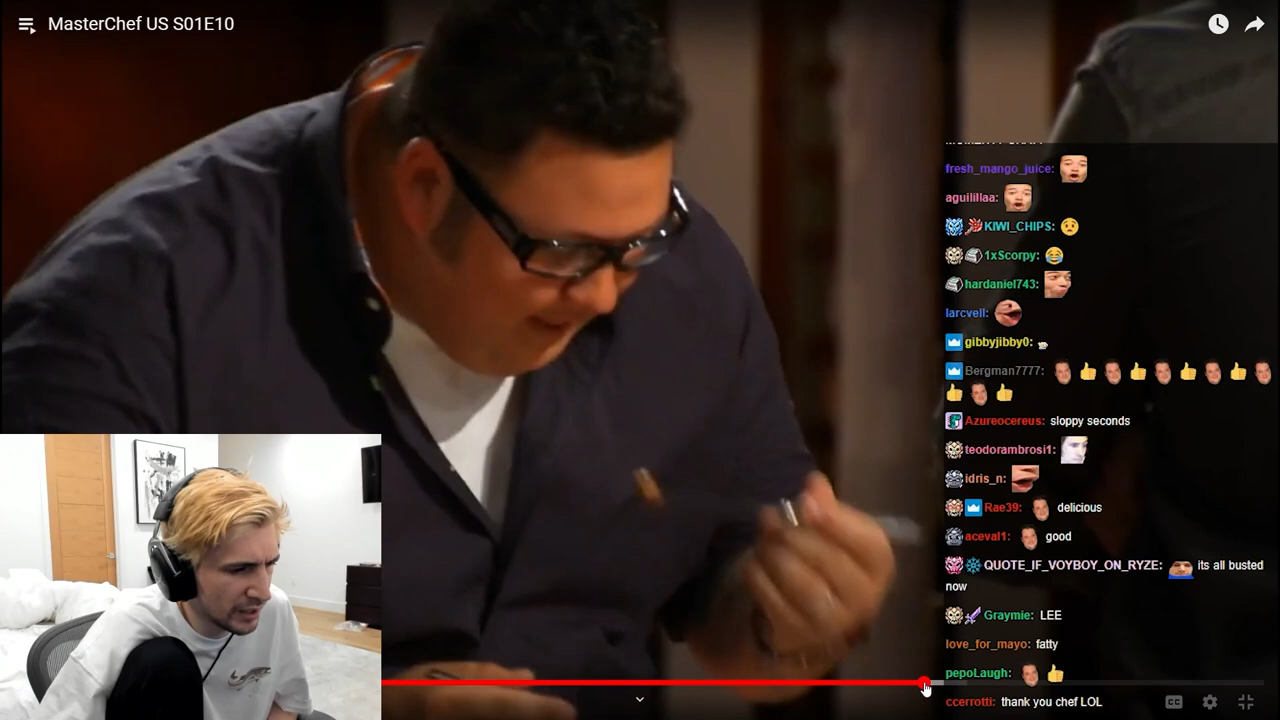 MasterChef US S01E10
fresh_mango_juice:
aguilillaa:
KIWI_CHIPS:
1xScorpy:
hardaniel743:
larcvell:
gibbyjibby0:
Bergman7777:
Azureocereus: sloppy seconds
teodorambrosi1:
idris_n:
Rae39: delicious
aceval1: good
QUOTE_IF_VOYBOY_ON_RYZE: its all busted
now
Graymie: LEE
love_for_mayo: fatty
pepoLaugh:
ccerrotti: thank you chef LOL
CC